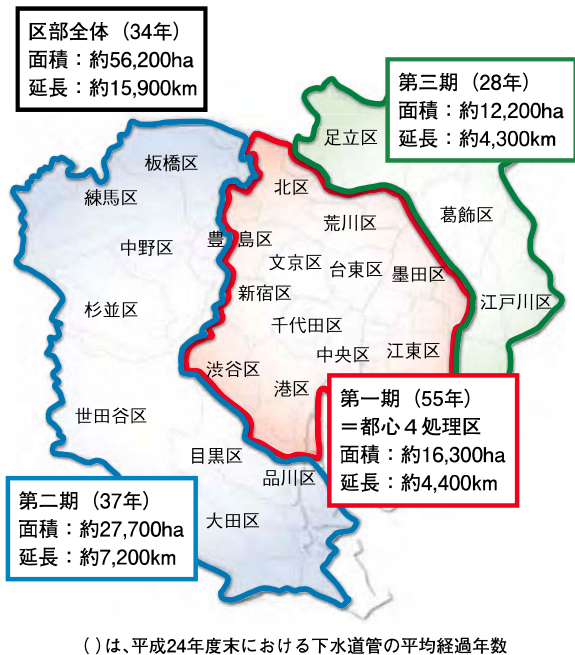 区部全体（34年）
面積：約56,200ha
延長：約15,900km
第三期（28年）
面積：約12,200ha
延長：約4,300km
足立区
板橋区
北区
練馬区
荒川区
葛飾区
豊島区
中野区
文京区
台東区
墨田区
新宿区
江戸川区
杉並区
千代田区
中央区
江東区
渋谷区
港区
第一期（55年）
＝都心４処理区
面積：約16,300ha
延長：約4,400km
世田谷区
目黒区
品川区
第二期（37年）
面積：約27,700ha
延長：約7,200km
大田区
( )は、平成24年度末における下水道管の平均経過年数